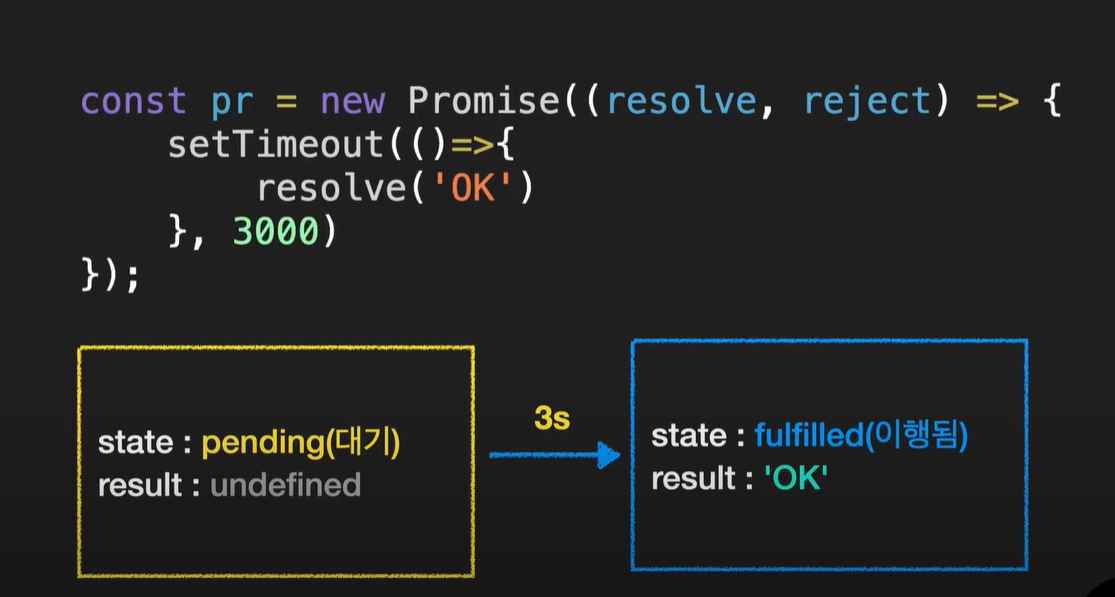 const pr = new Promise((resolve, reject) => {
    setTimeout(()=>{
        resolve('OK')
    }, 3000)
});
state : pending(대기)
result : undefined
3s
state : fulfilled(이행됨)
result : 'OK'